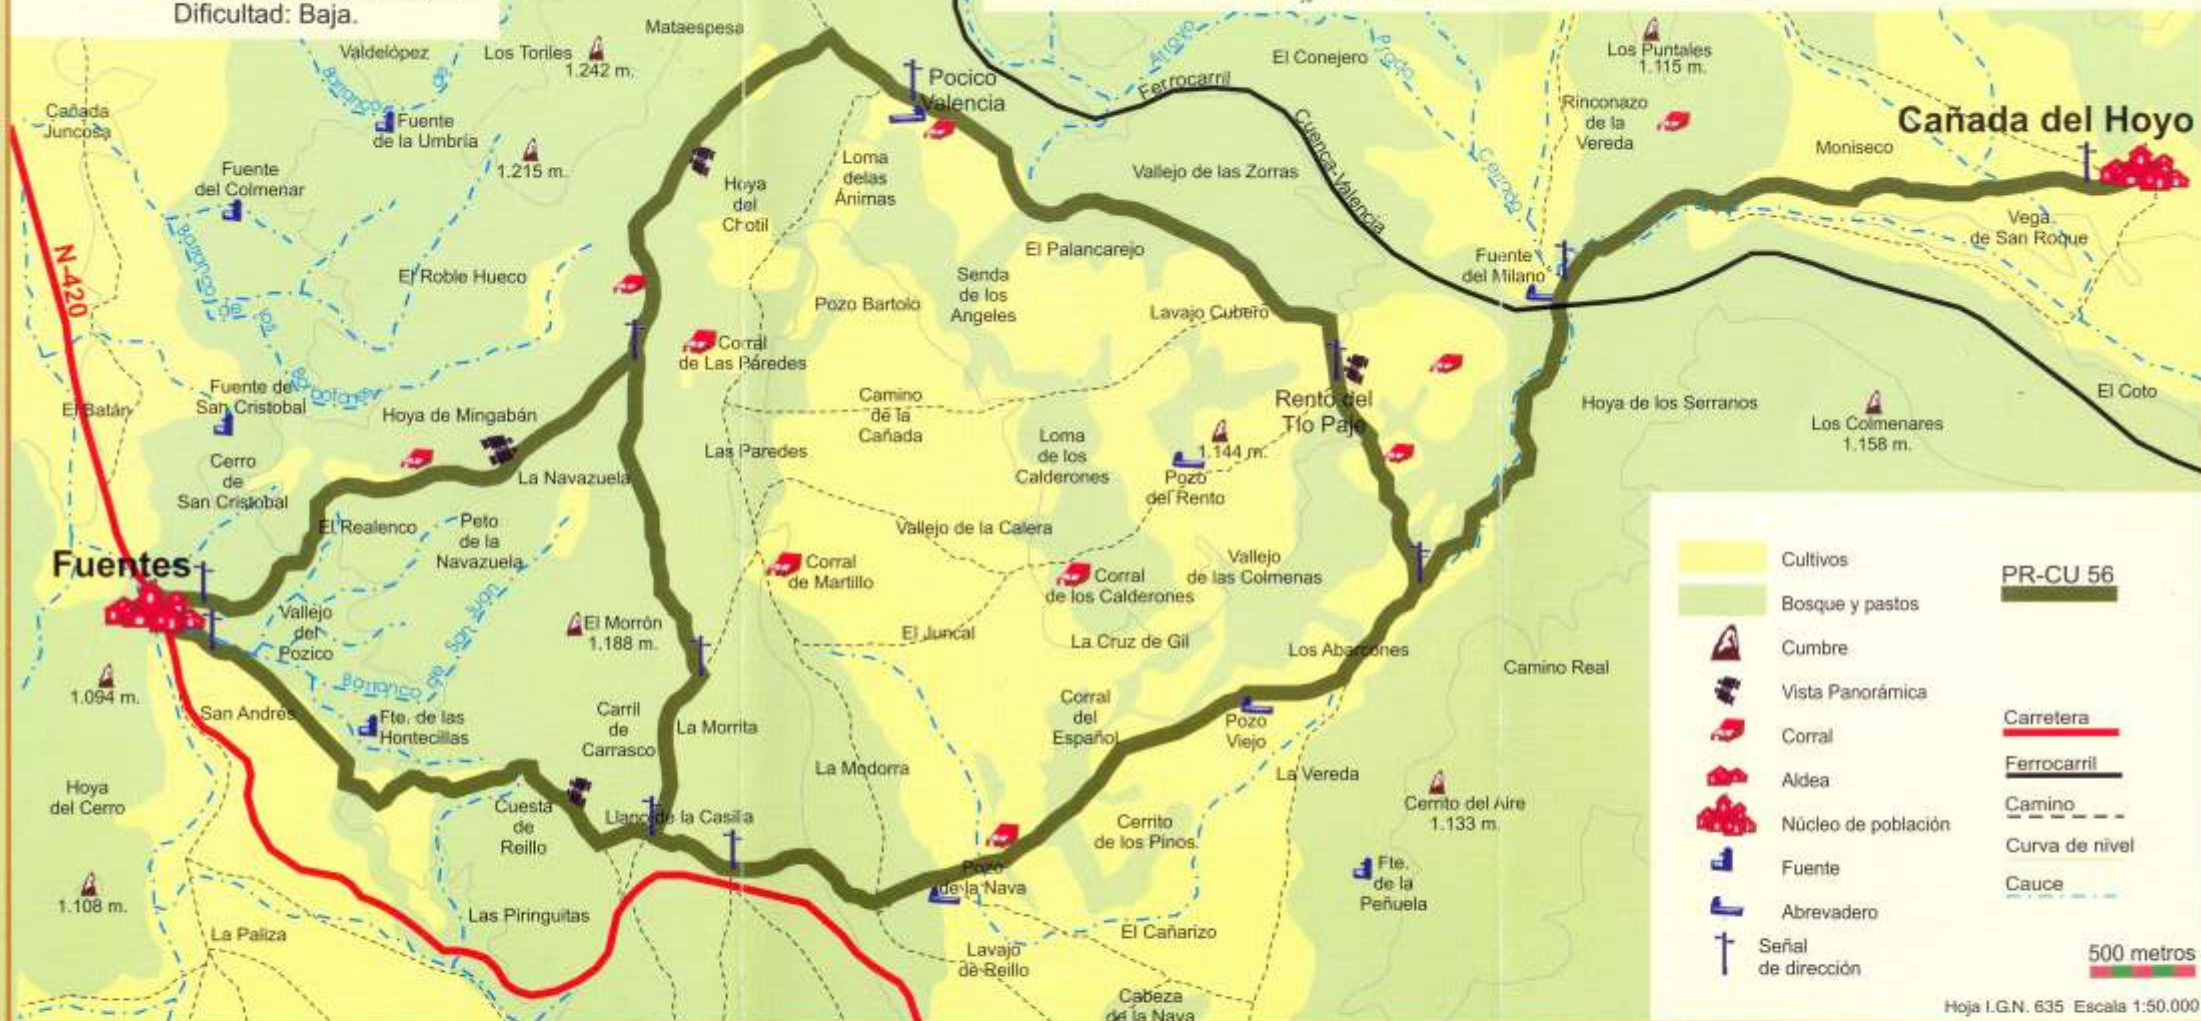 Dificultad: Baja.
Mataespesa
Valdelópez
Los Toriles
1.242 m.
Barranco de
Cañada
Juncosa
Fuente
de la Umbría
1.215 m.
Fuente
del Colmenar
Pocico
Valencia
Arroyo
Prado
Cerrado
Ferrocarril
Cuenca-Valencia
El Conejero
Los Puntales
1.115 m.
Rinconazo
de la
Vereda
Cañada del Hoyo
Moniseco
Loma
delas
Ánimas
Vallejo de las Zorras
Hoya
del
Chotil
Vega
de San Roque
N-420
Barranco de los Barbotanes
El Roble Hueco
El Palancarejo
Fuente
del Milano
Senda
de los
Angeles
Pozo Bartolo
Lavajo Cubero
Corral
de Las Páredes
El Batán
Fuente de
San Cristobal
Hoya de Mingabán
Camino
de la
Cañada
Rento del
Tío Paje
Hoya de los Serranos
El Coto
Los Colmenares
1.158 m.
Cerro
de
San Cristobal
La Navazuela
Las Paredes
Loma
de los
Calderones
1.144 m.
Pozo
del Rento
El Realenco
Peto
de la
Navazuela
Vallejo de la Calera
Fuentes
Corral
de Martillo
Corral
de los Calderones
Vallejo
de las Colmenas
Vallejo
del
Pozico
El Morrón
1.188 m.
El Juncal
La Cruz de Gil
Los Abarcones
Camino Real
Barranco de San
1.094 m.
San Andrés
Fte. de las
Hontecillas
Carril
de
Carrasco
La Morrita
Corral
del
Español
Pozo
Viejo
La Modorra
La Vereda
Hoya
del Cerro
Cuesta
de
Reillo
Llano de la Casilla
Cerrito
de los Pinos
Cerrito del Aire
1.133 m.
Pozo
de la Nava
Fte.
de la
Peñuela
1.108 m.
Las Piringuitas
La Paliza
El Cañarizo
Lavajo
de Reillo
Cabeza
de la Nava
Cultivos
Bosque y pastos
Cumbre
Vista Panorámica
Corral
Aldea
Núcleo de población
Fuente
Abrevadero
Señal
de dirección
PR-CU 56
Carretera
Ferrocarril
Camino
Curva de nivel
Cauce
500 metros
Hoja I.G.N. 635 Escala 1:50.000